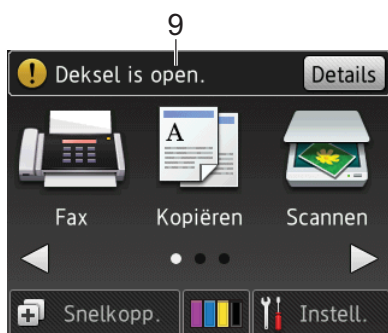 9
Deksel is open. Details
A
Fax Kopiëren Scannen
Snelkopp. Instell.